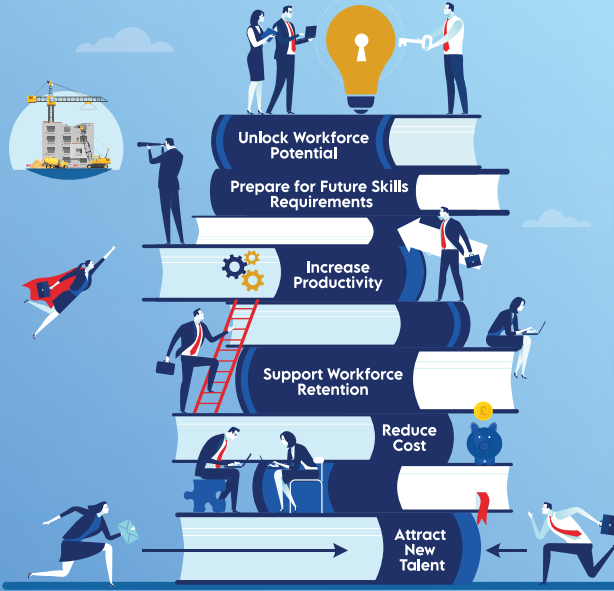 Unlock Workforce
Potential
Prepare for Future Skills
Requirements
Increase
Productivity
Support Workforce
Retention
Reduce
Cost
£
Attract
New
Talent